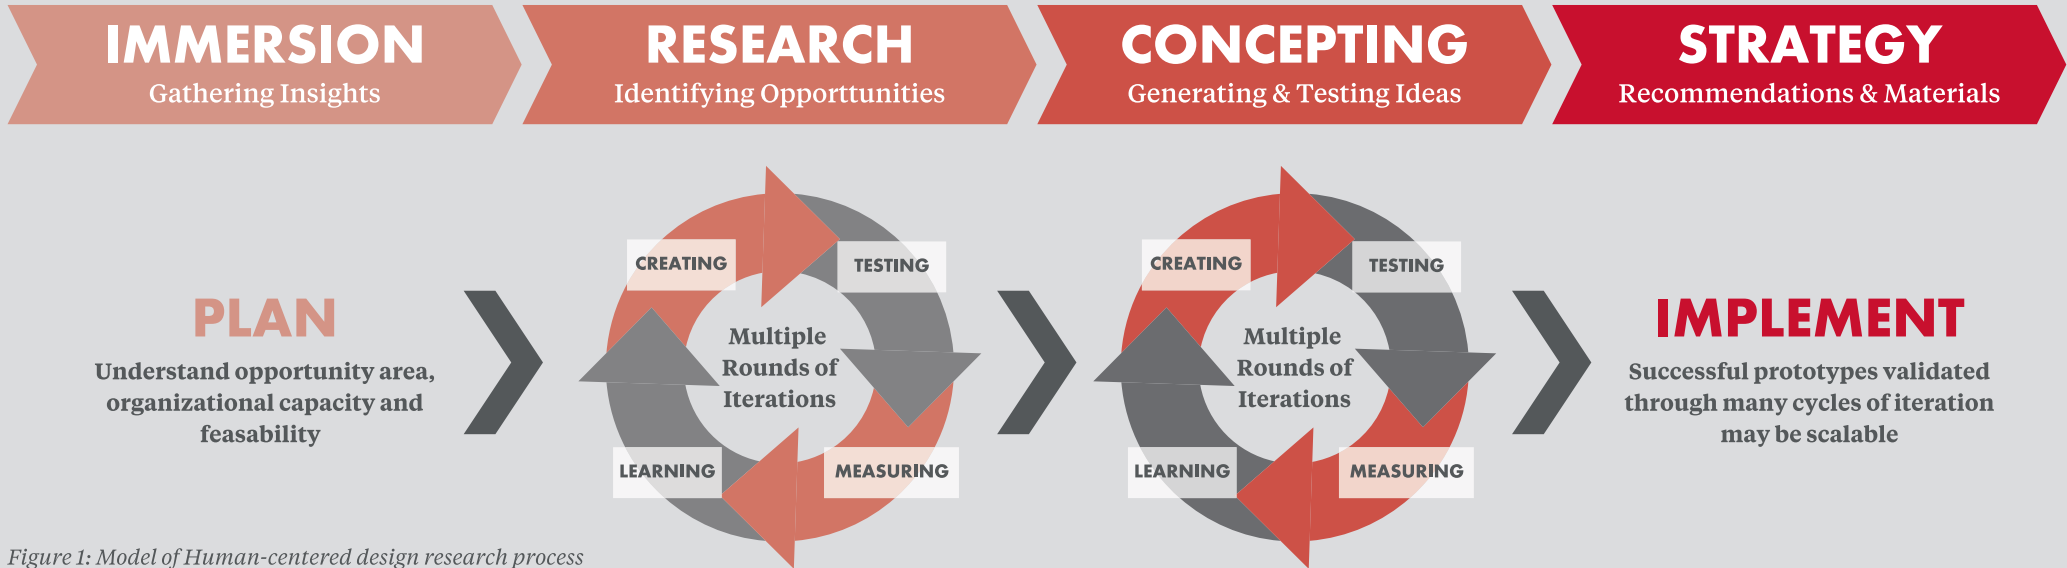 IMMERSION
Gathering Insights
RESEARCH
Identifying Opporttunities
CONCEPTING
Generating & Testing Ideas
STRATEGY
Recommendations & Materials
PLAN
Understand opportunity area,
organizational capacity and
feasability
CREATING
TESTING
Multiple
Rounds of
Iterations
LEARNING
MEASURING
CREATING
TESTING
Multiple
Rounds of
Iterations
LEARNING
MEASURING
IMPLEMENT
Successful prototypes validated
through many cycles of iteration
may be scalable
Figure 1: Model of Human-centered design research process